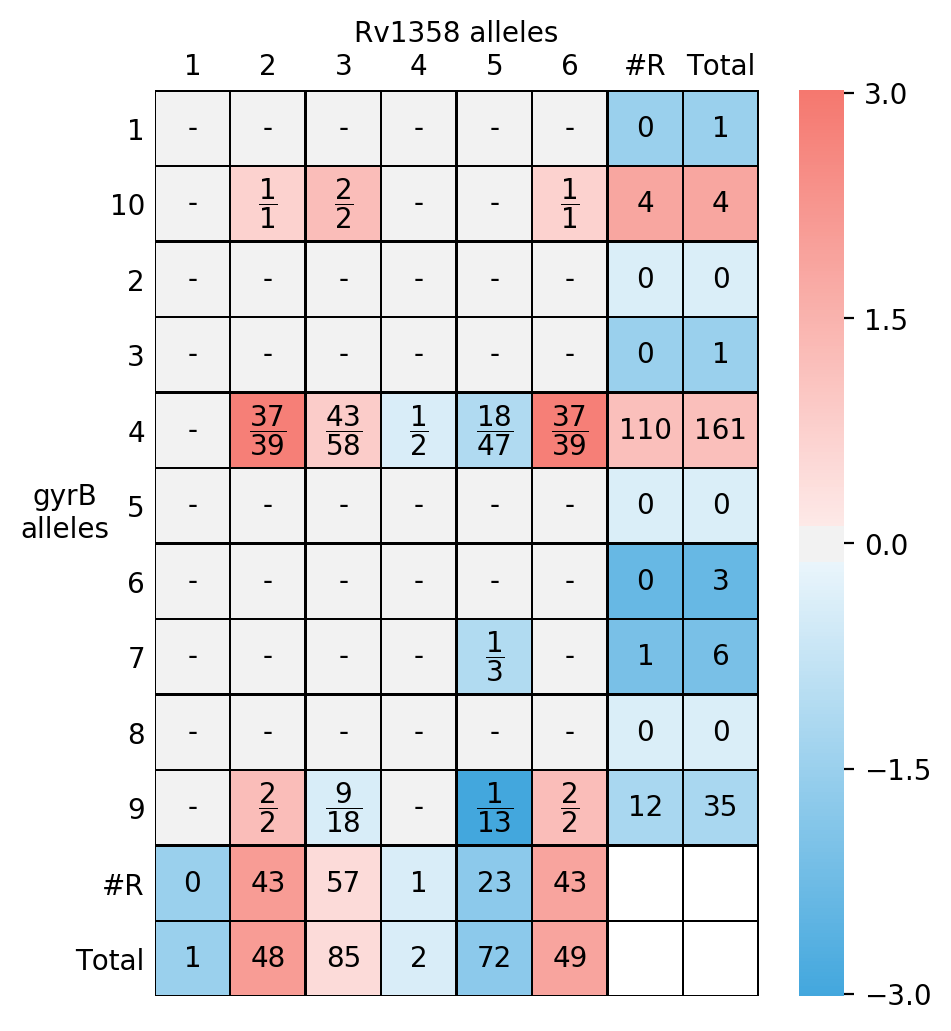 Rv1358 alleles
1 2 3 4 5 6 #R Total
1 - - - - - - 0 1
10 - 1/1 2/2 - - 1/1 4 4
2 - - - - - - 0 0
3 - - - - - - 0 1
4 - 37/39 43/58 1/2 18/47 37/39 110 161
gyrB
alleles
5 - - - - - - 0 0
6 - - - - - - 0 3
7 - - - - 1/3 - 1 6
8 - - - - - - 0 0
9 - 2/2 9/18 - 1/13 2/2 12 35
#R 0 43 57 1 23 43
Total 1 48 85 2 72 49
3.0
1.5
0.0
−1.5
−3.0